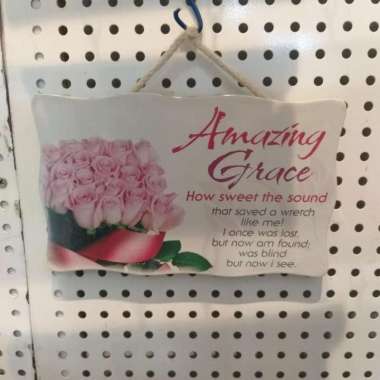 Amazing
Grace
How sweet the sound
that saved a wrerch
like me!
I once was lost,
but now am found;
was blind
but now i see.